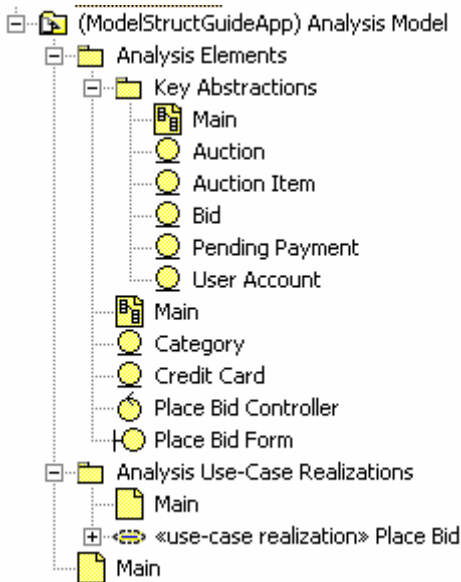 (ModelStructGuideApp) Analysis Model
Analysis Elements
Key Abstractions
Main
Auction
Auction Item
Bid
Pending Payment
User Account
Main
Category
Credit Card
Place Bid Controller
Place Bid Form
Analysis Use-Case Realizations
Main
«use-case realization» Place Bid
Main